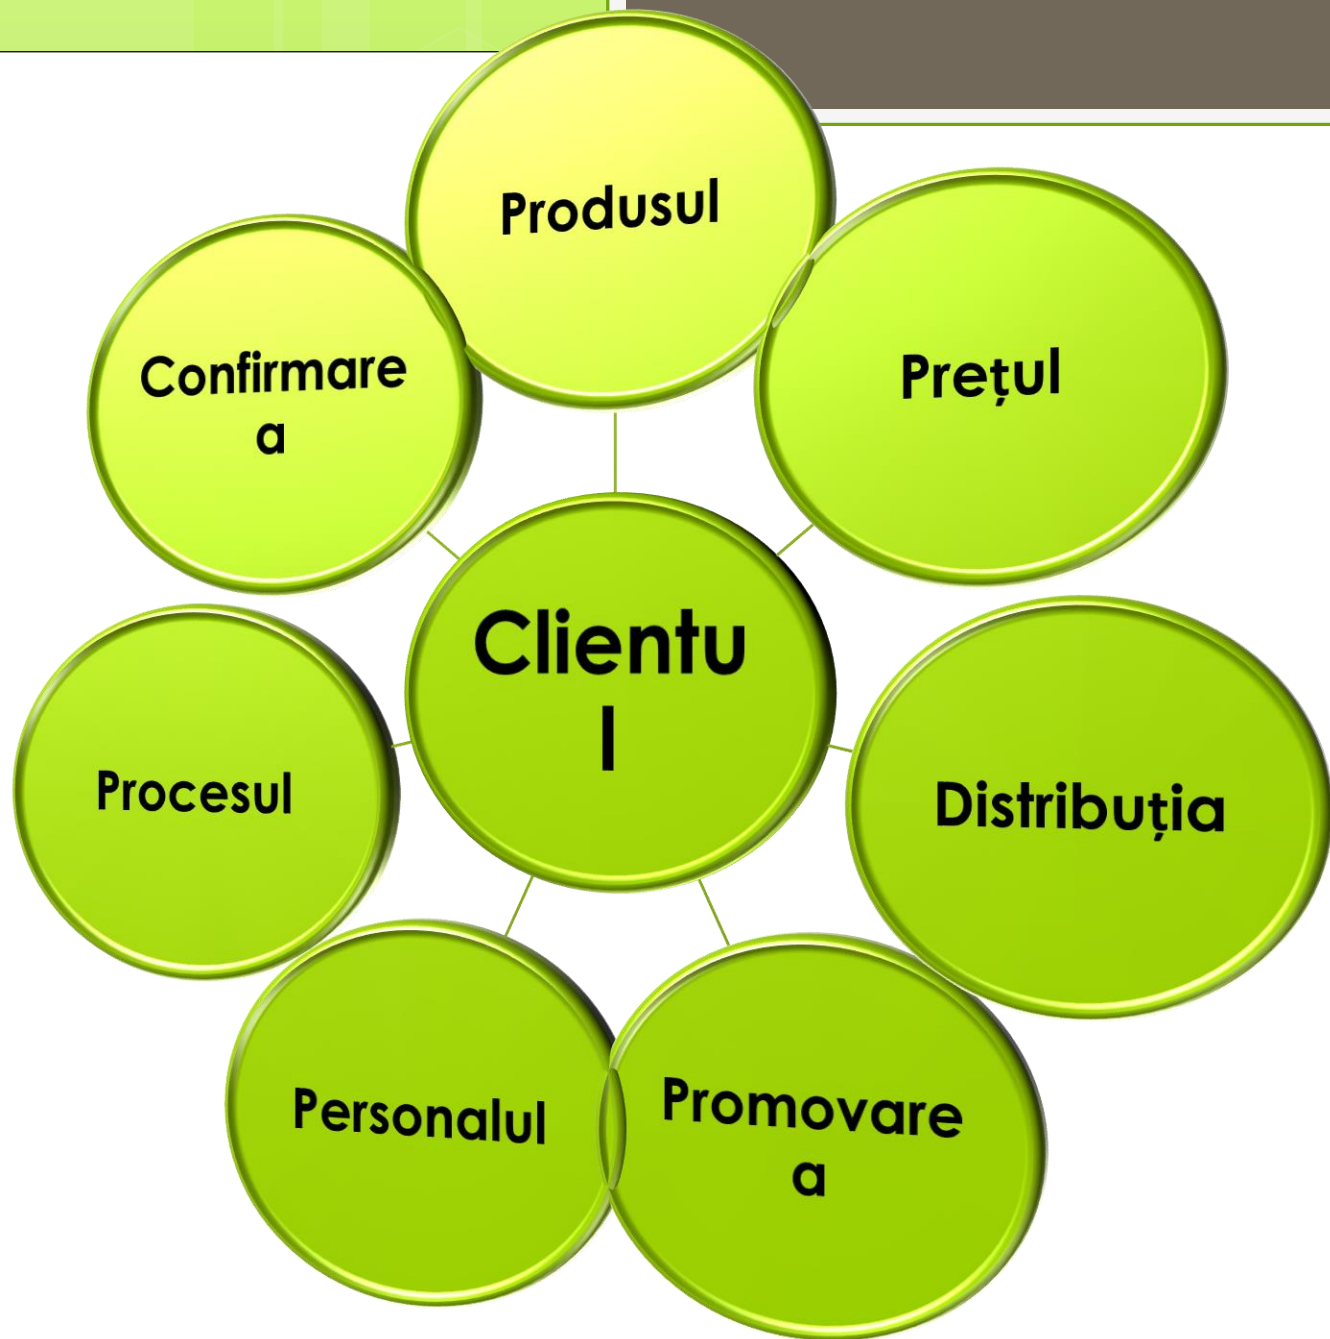 Produsul
Prețul
Distribuția
Promovare
a
Personalul
Procesul
Confirmare
a
Clientu
l